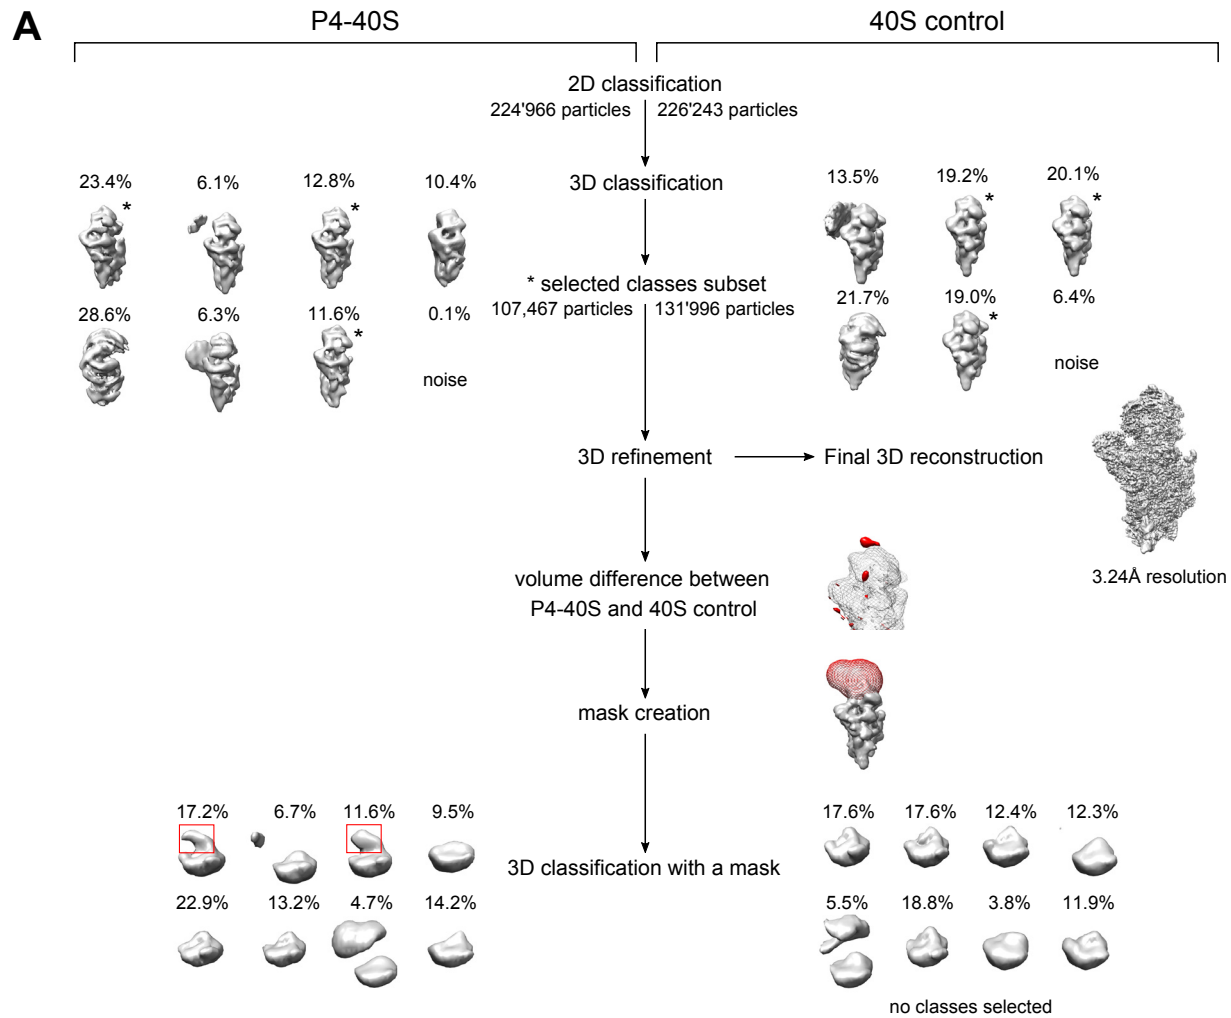 A
P4-40S
40S control
2D classification
224'966 particles
226'243 particles
3D classification
23.4%
6.1%
12.8%
10.4%
13.5%
19.2%
20.1%
*
*
*
*
* selected classes subset
107,467 particles
131'996 particles
28.6%
6.3%
11.6%
0.1%
21.7%
19.0%
6.4%
*
*
noise
noise
3D refinement
Final 3D reconstruction
3.24Å resolution
volume difference between
P4-40S and 40S control
mask creation
17.2%
6.7%
11.6%
9.5%
17.6%
17.6%
12.4%
12.3%
3D classification with a mask
22.9%
13.2%
4.7%
14.2%
5.5%
18.8%
3.8%
11.9%
no classes selected